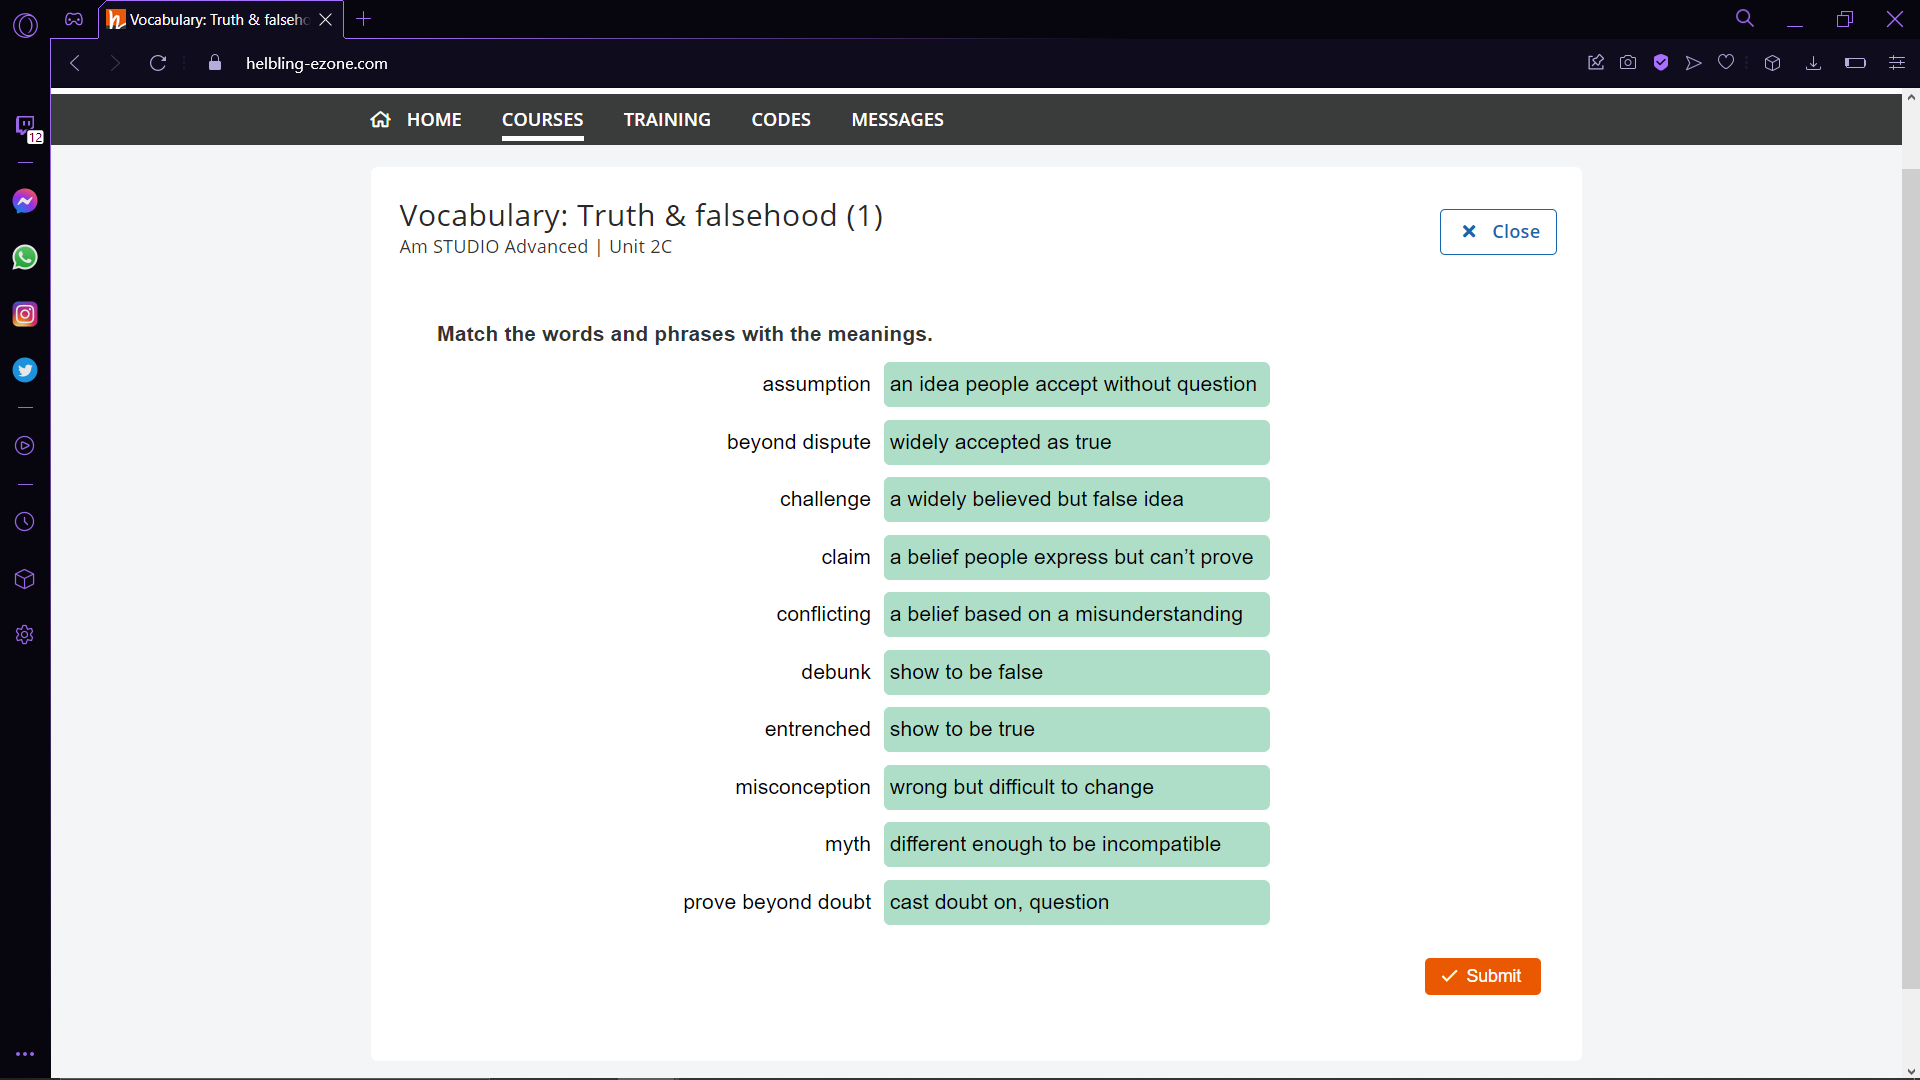 Vocabulary: Truth & falseho
helbling-ezone.com
12
HOME COURSES TRAINING CODES MESSAGES
Vocabulary: Truth & falsehood (1)
Am STUDIO Advanced | Unit 2C
Close
Match the words and phrases with the meanings.
assumption an idea people accept without question
beyond dispute widely accepted as true
challenge a widely believed but false idea
claim a belief people express but can’t prove
conflicting a belief based on a misunderstanding
debunk show to be false
entrenched show to be true
misconception wrong but difficult to change
myth different enough to be incompatible
prove beyond doubt cast doubt on, question
Submit